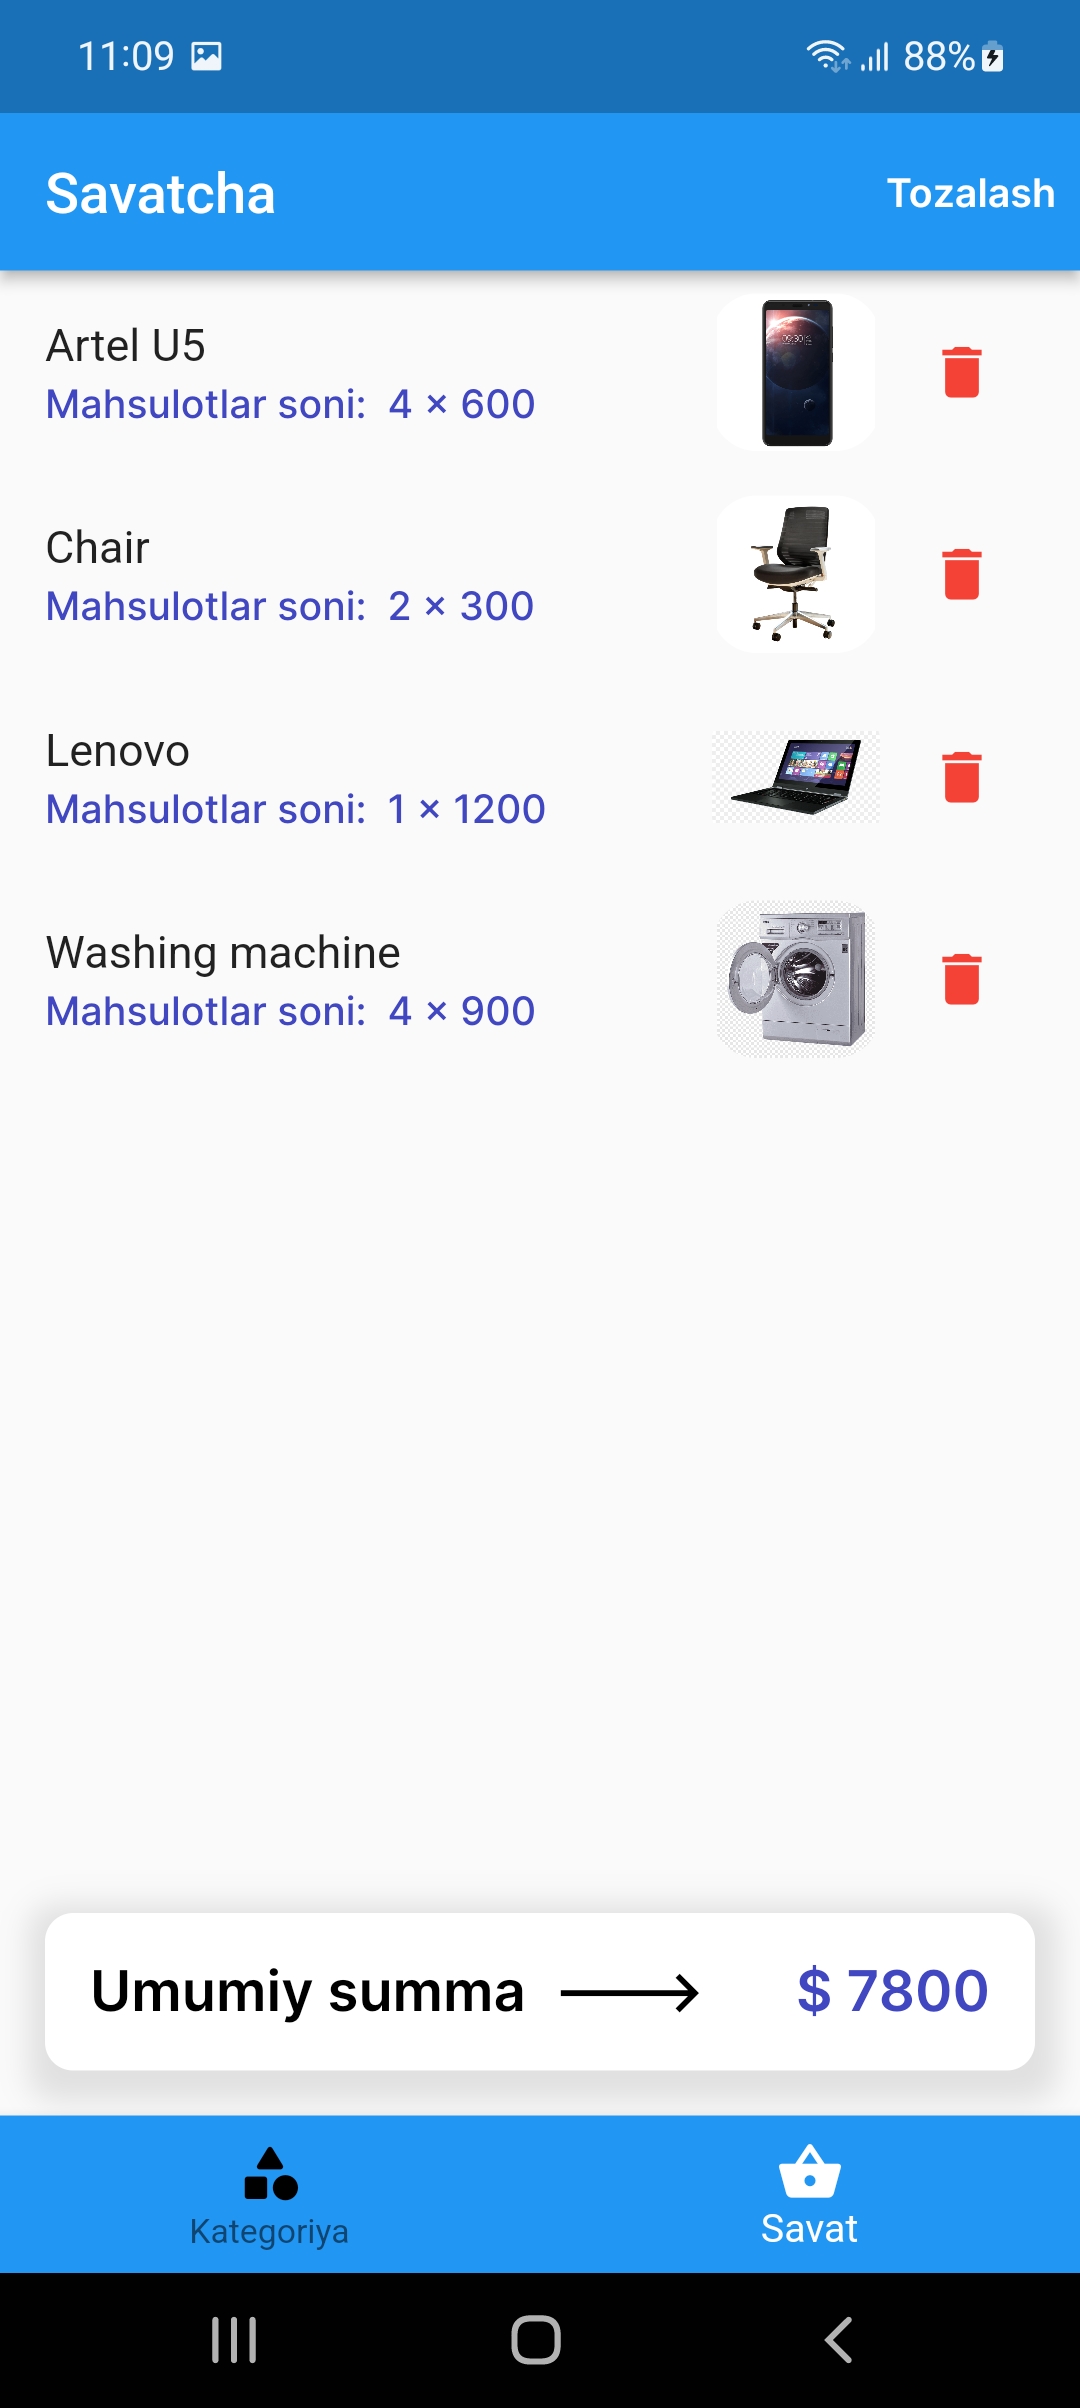 11:09 88%
Savatcha Tozalash
Artel U5
Mahsulotlar soni: 4 × 600
Chair
Mahsulotlar soni: 2 × 300
Lenovo
Mahsulotlar soni: 1 × 1200
Washing machine
Mahsulotlar soni: 4 × 900
Umumiy summa $ 7800
Kategoriya Savat